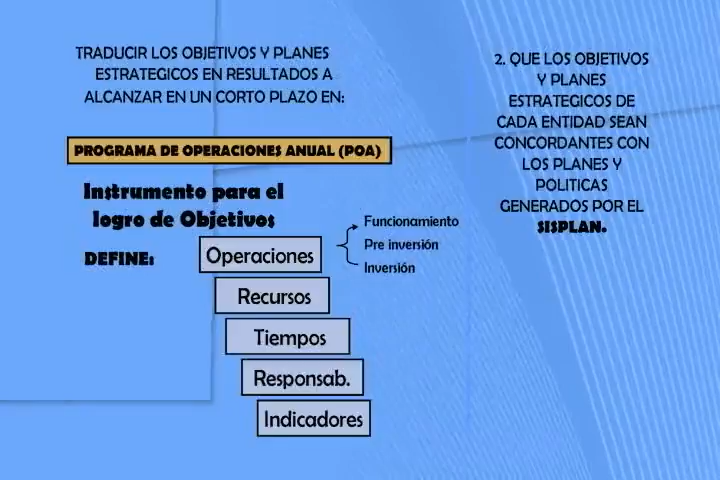 TRADUCIR LOS OBJETIVOS Y PLANES
ESTRATEGICOS EN RESULTADOS A
ALCANZAR EN UN CORTO PLAZO EN:
PROGRAMA DE OPERACIONES ANUAL (POA)
Instrumento para el
logro de Objetivos
DEFINE:
Operaciones
Funcionamiento
Pre inversión
Inversión
Recursos
Tiempos
Responsab.
Indicadores
2. QUE LOS OBJETIVOS
Y PLANES
ESTRATEGICOS DE
CADA ENTIDAD SEAN
CONCORDANTES CON
LOS PLANES Y
POLITICAS
GENERADOS POR EL
SISPLAN.